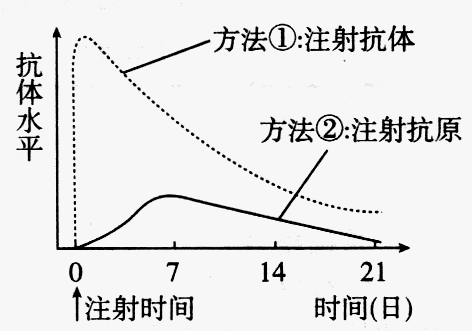 方法①:注射抗体
抗体水平
方法②:注射抗原
0 7 14 21
注射时间 时间(日)